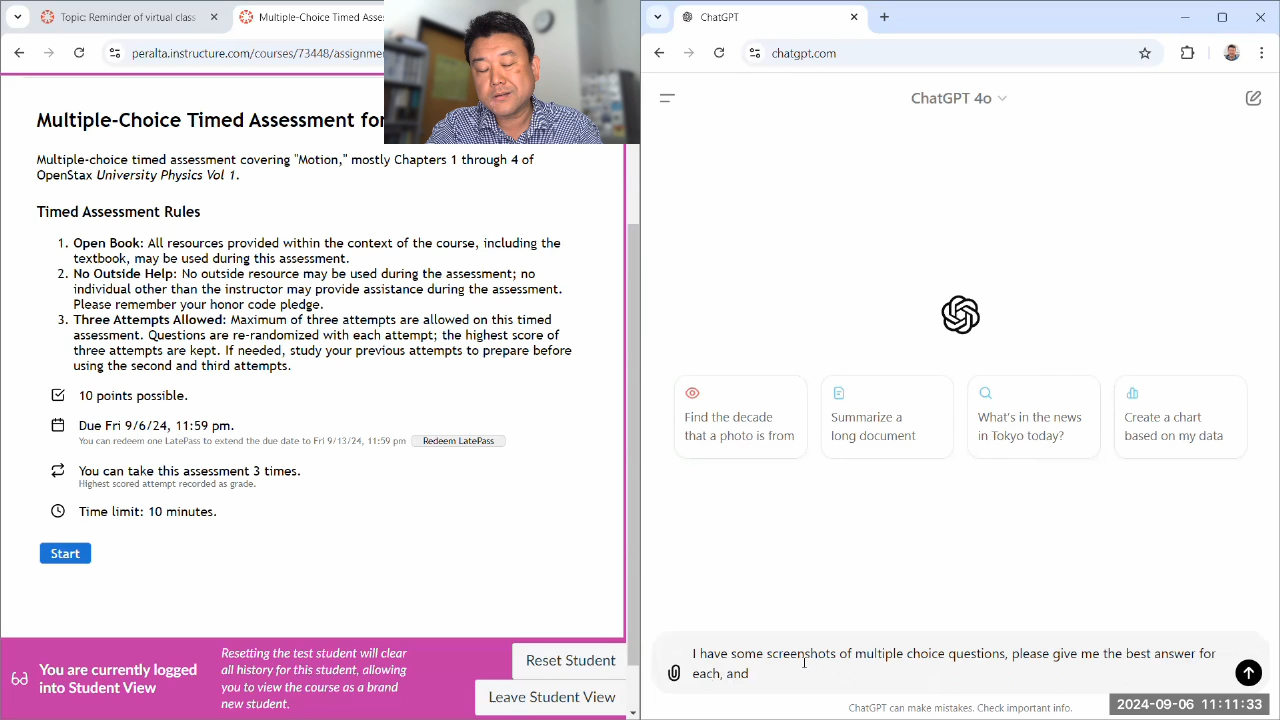 Topic: Reminder of virtual class
Multiple-Choice Timed Asses
ChatGPT
peralta.instructure.com/courses/73448/assignme
chatgpt.com
Multiple-Choice Timed Assessment for
Multiple-choice timed assessment covering "Motion," mostly Chapters 1 through 4 of
OpenStax University Physics Vol 1.
Timed Assessment Rules
1. Open Book: All resources provided within the context of the course, including the
textbook, may be used during this assessment.
2. No Outside Help: No outside resource may be used during the assessment; no
individual other than the instructor may provide assistance during the assessment.
Please remember your honor code pledge.
3. Three Attempts Allowed: Maximum of three attempts are allowed on this timed
assessment. Questions are re-randomized with each attempt; the highest score of
three attempts are kept. If needed, study your previous attempts to prepare before
using the second and third attempts.
10 points possible.
Due Fri 9/6/24, 11:59 pm.
You can redeem one LatePass to extend the due date to Fri 9/13/24, 11:59 pm Redeem LatePass
You can take this assessment 3 times.
Highest scored attempt recorded as grade.
Time limit: 10 minutes.
Start
You are currently logged
into Student View
Resetting the test student will clear
all history for this student, allowing
you to view the course as a brand
new student.
Reset Student
Leave Student View
ChatGPT 4o
Find the decade
that a photo is from
Summarize a
long document
What's in the news
in Tokyo today?
Create a chart
based on my data
I have some screenshots of multiple choice questions, please give me the best answer for
each, and
ChatGPT can make mistakes. Check important info.
2024-09-06 11:11:33